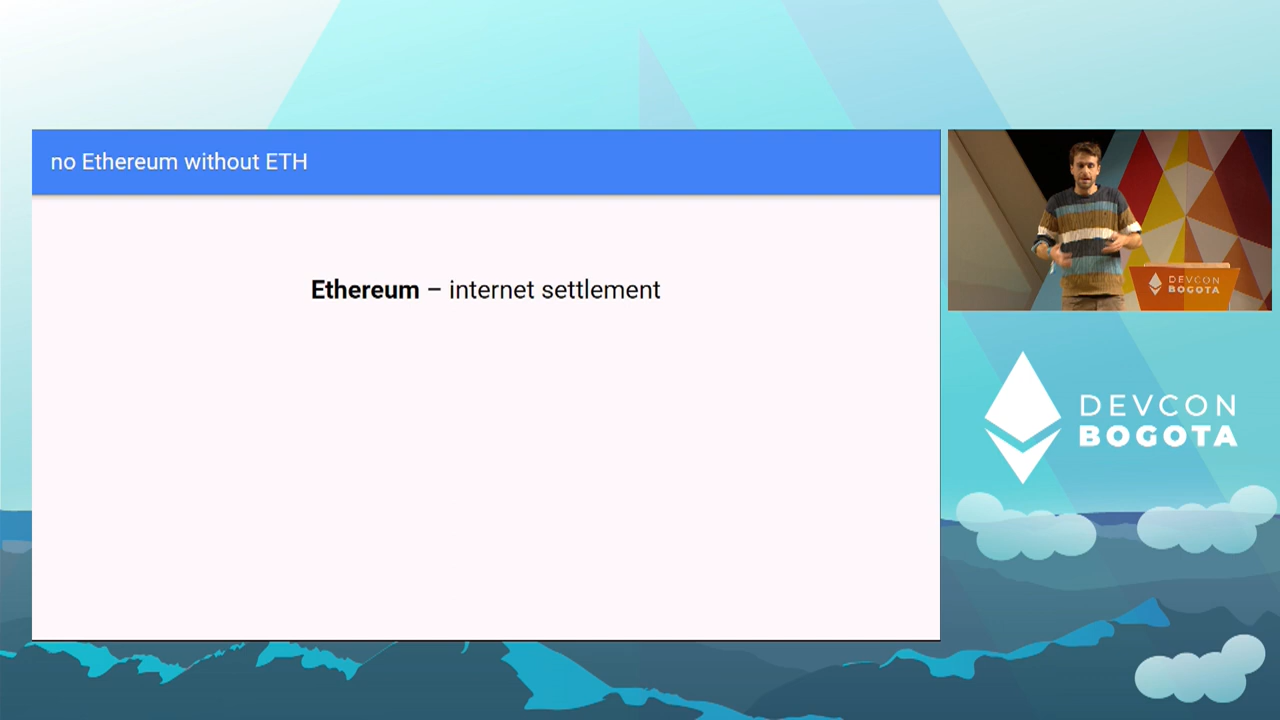 no Ethereum without ETH
Ethereum – internet settlement
DEVCON
BOGOTA
DEVCON
BOGOTA